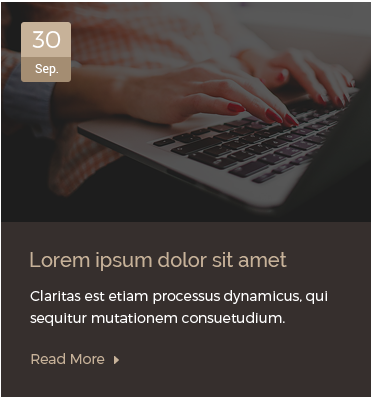 30
Sep.
Lorem ipsum dolor sit amet
Claritas est etiam processus dynamicus, qui
sequitur mutationem consuetudium.
Read More